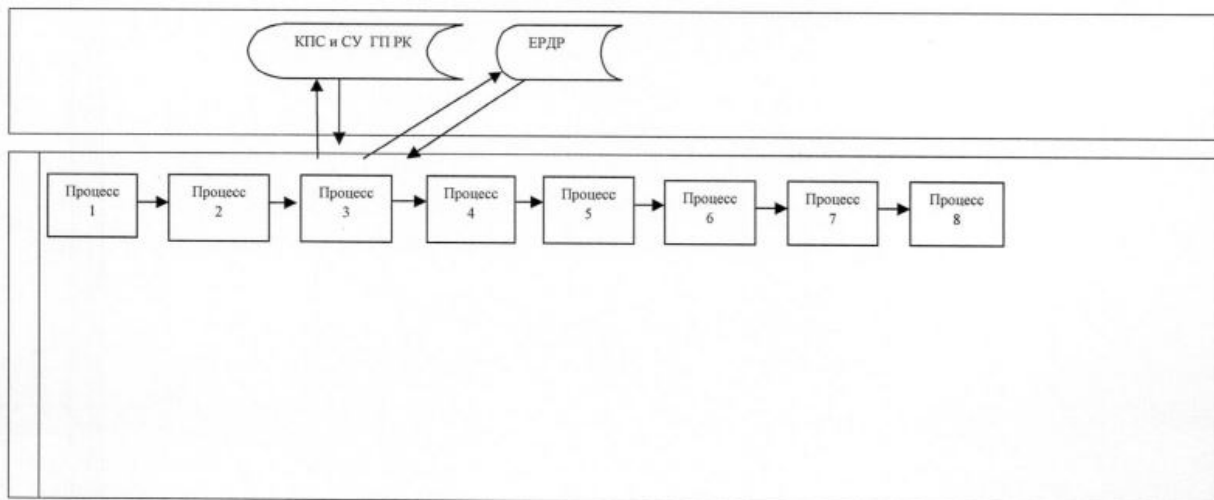 КПС и СУ ГП РК
ЕРДР
Процесс
1
Процесс
2
Процесс
3
Процесс
4
Процесс
5
Процесс
6
Процесс
7
Процесс
8